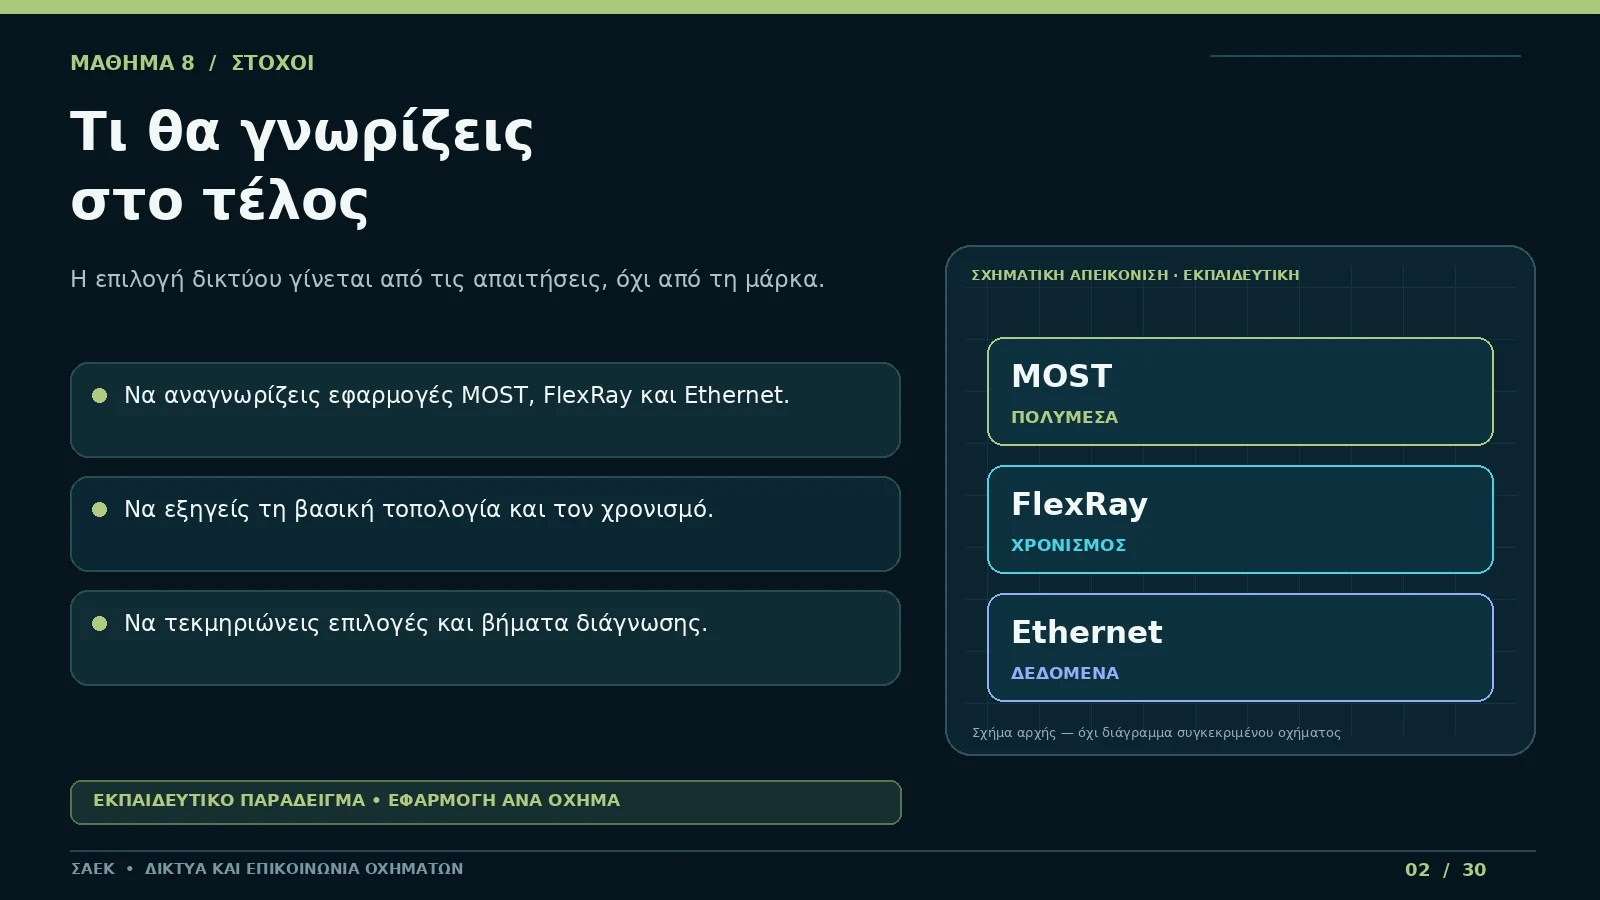 ΜΑΘΗΜΑ 8 / ΣΤΟΧΟΙ
Τι θα γνωρίζεις
στο τέλος
Η επιλογή δικτύου γίνεται από τις απαιτήσεις, όχι από τη μάρκα.
Να αναγνωρίζεις εφαρμογές MOST, FlexRay και Ethernet.
Να εξηγείς τη βασική τοπολογία και τον χρονισμό.
Να τεκμηριώνεις επιλογές και βήματα διάγνωσης.
ΕΚΠΑΙΔΕΥΤΙΚΟ ΠΑΡΑΔΕΙΓΜΑ • ΕΦΑΡΜΟΓΗ ΑΝΑ ΟΧΗΜΑ
ΣΧΗΜΑΤΙΚΗ ΑΠΕΙΚΟΝΙΣΗ · ΕΚΠΑΙΔΕΥΤΙΚΗ
MOST
ΠΟΛΥΜΕΣΑ
FlexRay
ΧΡΟΝΙΣΜΟΣ
Ethernet
ΔΕΔΟΜΕΝΑ
Σχήμα αρχής — όχι διάγραμμα συγκεκριμένου οχήματος
ΣΑΕΚ • ΔΙΚΤΥΑ ΚΑΙ ΕΠΙΚΟΙΝΩΝΙΑ ΟΧΗΜΑΤΩΝ
02 / 30